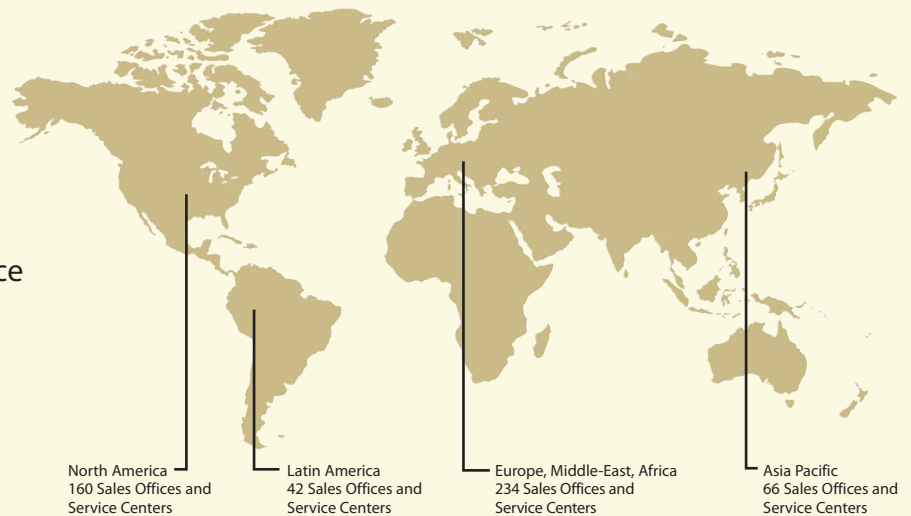 North America
160 Sales Offices and
Service Centers
Latin America
42 Sales Offices and
Service Centers
Europe, Middle-East, Africa
234 Sales Offices and
Service Centers
Asia Pacific
66 Sales Offices and
Service Centers